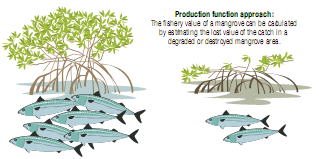 Production function approach:
The fishery value of a mangrove can be calculated
by estimating the lost value of the catch in a
degraded or destroyed mangrove area.